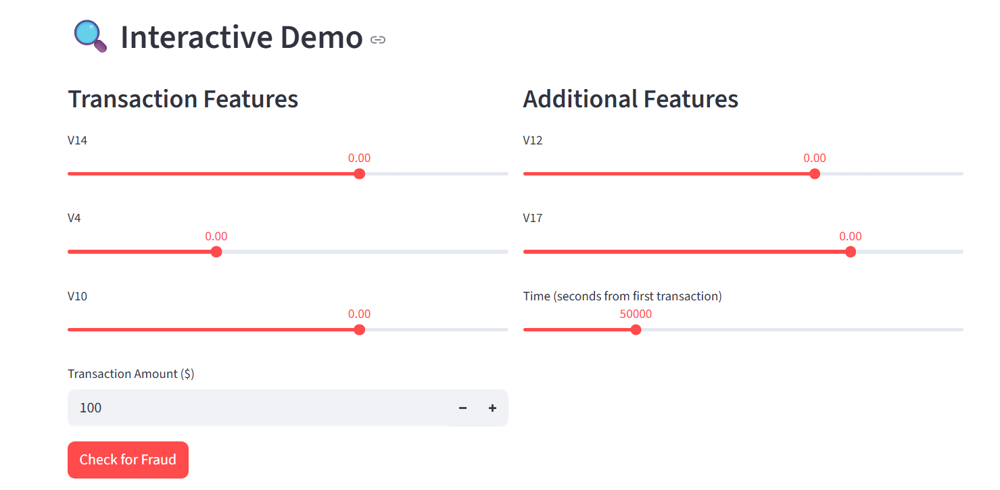 Interactive Demo
Transaction Features
V14
0.00
V4
0.00
V10
0.00
Transaction Amount ($)
100
Check for Fraud
Additional Features
V12
0.00
V17
0.00
Time (seconds from first transaction)
50000